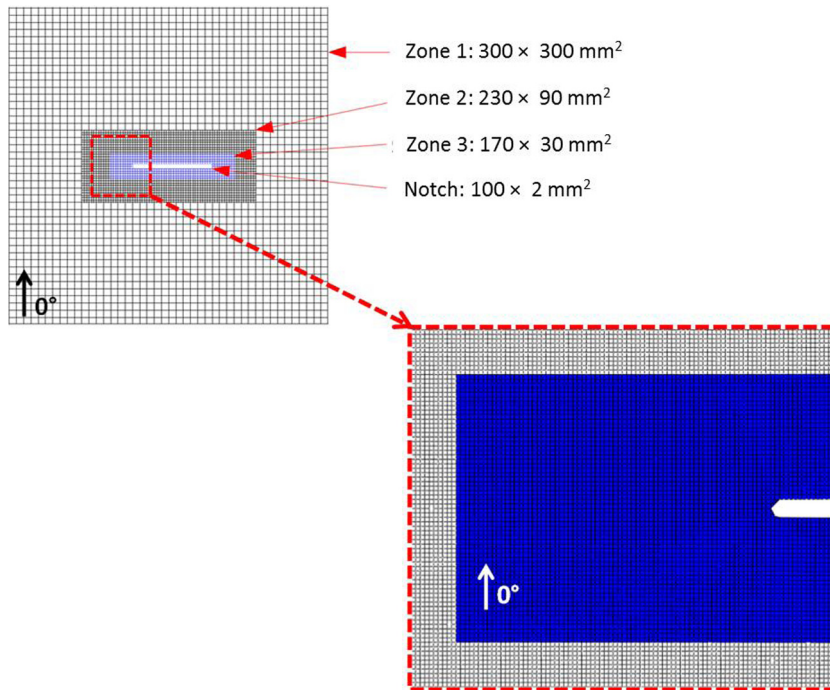 Zone 1: 300 × 300 mm²
Zone 2: 230 × 90 mm²
Zone 3: 170 × 30 mm²
Notch: 100 × 2 mm²
0°
0°